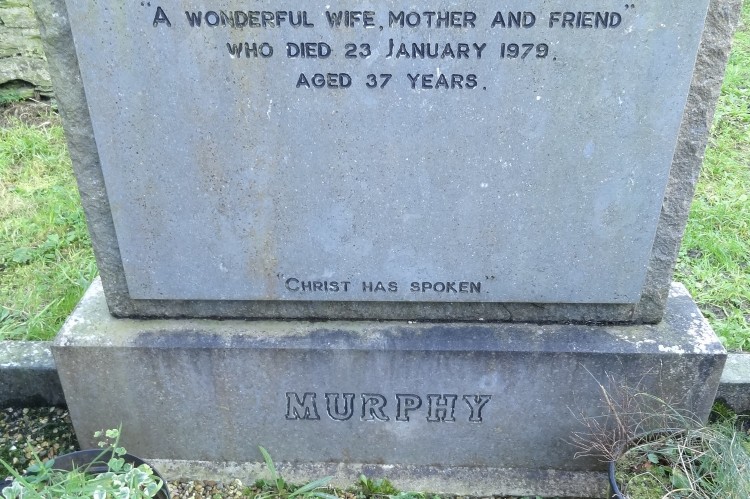 "A WONDERFUL WIFE, MOTHER AND FRIEND"
WHO DIED 23 JANUARY 1979.
AGED 37 YEARS.
"CHRIST HAS SPOKEN."
MURPHY